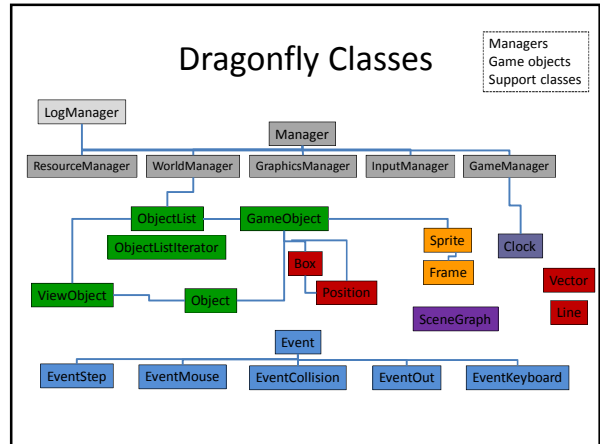 Dragonfly Classes
Managers
Game objects
Support classes
LogManager
Manager
ResourceManager
WorldManager
GraphicsManager
InputManager
GameManager
ObjectList
GameObject
ObjectListIterator
Sprite
Clock
Box
Frame
Vector
ViewObject
Object
Position
SceneGraph
Line
Event
EventStep
EventMouse
EventCollision
EventOut
EventKeyboard